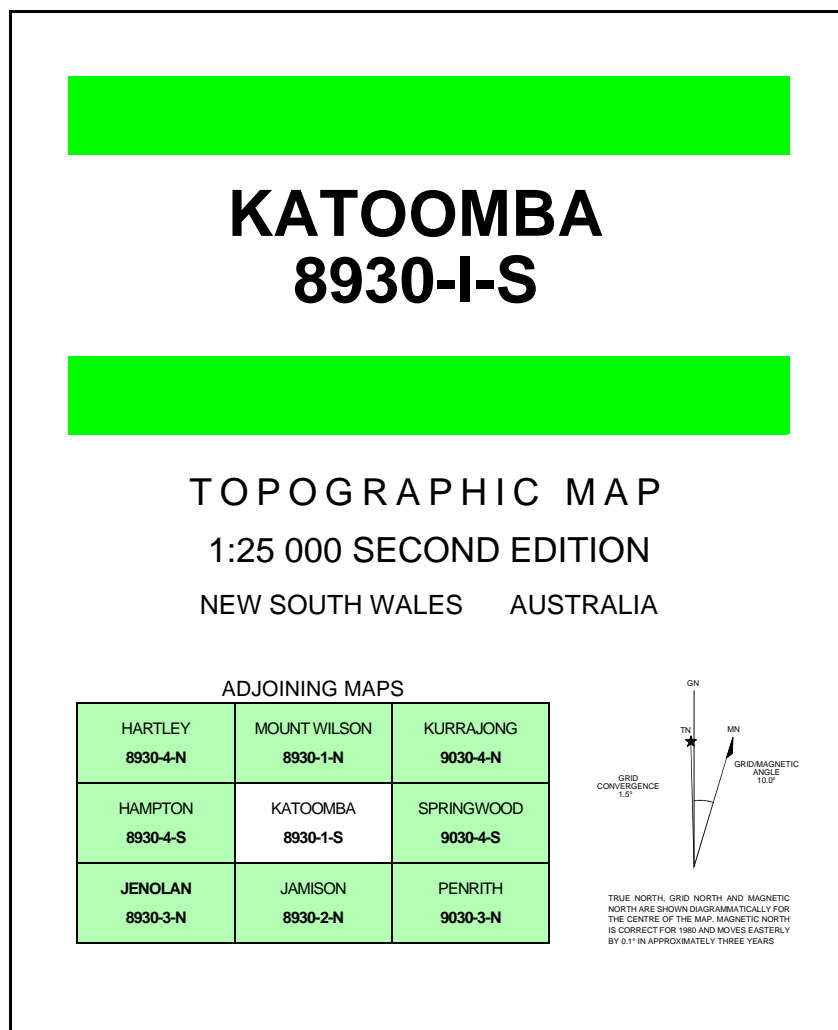 KATOOMBA
8930-I-S
TOPOGRAPHIC MAP
1:25 000 SECOND EDITION
NEW SOUTH WALES AUSTRALIA
ADJOINING MAPS
HARTLEY MOUNT WILSON KURRAJONG
8930-4-N 8930-1-N 9030-4-N
HAMPTON KATOOMBA SPRINGWOOD
8930-4-S 8930-1-S 9030-4-S
JENOLAN JAMISON PENRITH
8930-3-N 8930-2-N 9030-3-N
GN
TN MN
GRID
CONVERGENCE
1.5°
GRID/MAGNETIC
ANGLE
10.0°
TRUE NORTH, GRID NORTH AND MAGNETIC
NORTH ARE SHOWN DIAGRAMMATICALLY FOR
THE CENTRE OF THE MAP. MAGNETIC NORTH
IS CORRECT FOR 1980 AND MOVES EASTERLY
BY 0.1° IN APPROXIMATELY THREE YEARS